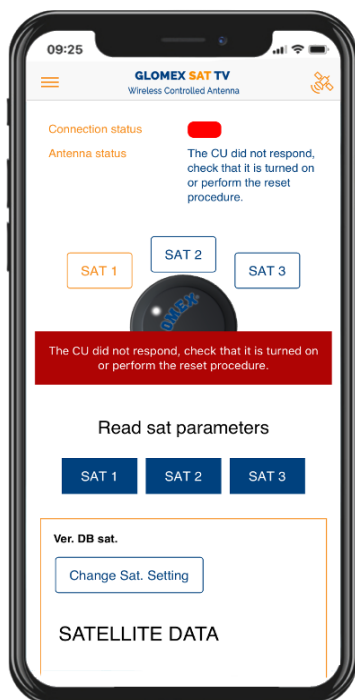 09:25
GLOMEX SAT TV
Wireless Controlled Antenna
Connection status
Antenna status
The CU did not respond,
check that it is turned on
or perform the reset
procedure.
SAT 1
SAT 2
SAT 3
OMEX
The CU did not respond, check that it is turned on
or perform the reset procedure.
Read sat parameters
SAT 1
SAT 2
SAT 3
Ver. DB sat.
Change Sat. Setting
SATELLITE DATA